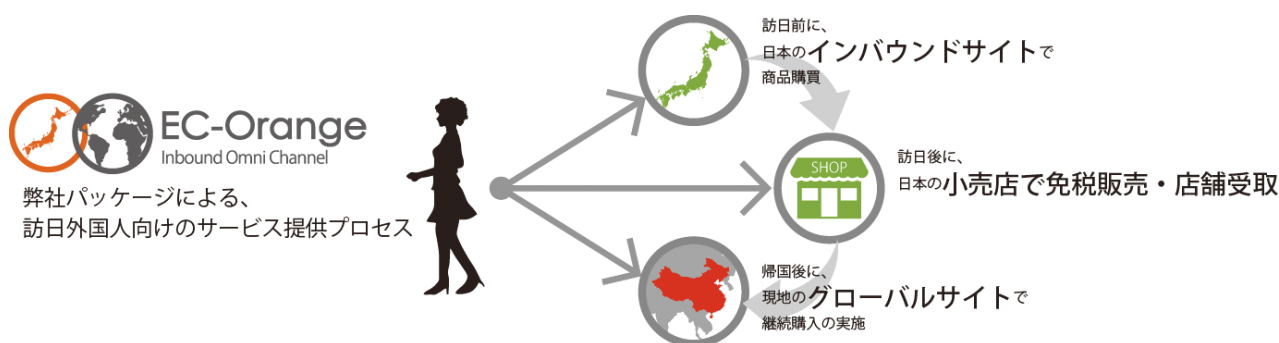 EC-Orange
Inbound Omni Channel
弊社パッケージによる、
訪日外国人向けのサービス提供プロセス
訪日前に、
日本のインバウンドサイトで
商品購買
SHOP
訪日後に、
日本の小売店で免税販売・店舗受取
帰国後に、
現地のグローバルサイトで
継続購入の実施